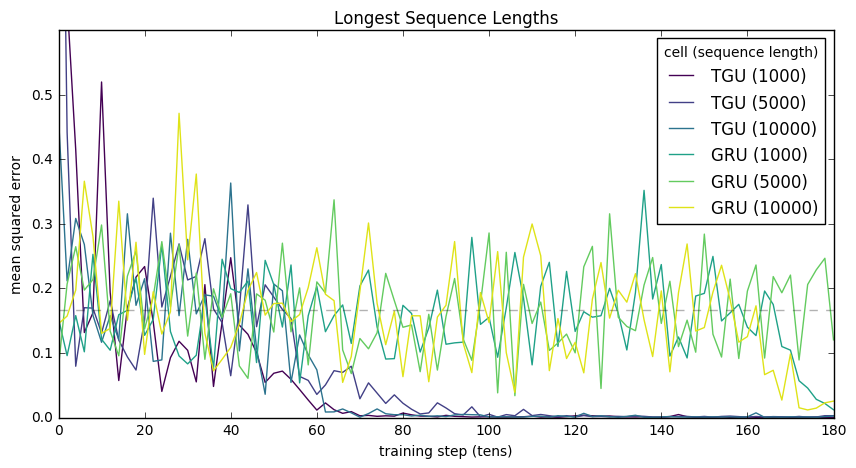 Longest Sequence Lengths
mean squared error
0.5
0.4
0.3
0.2
0.1
0.0
cell (sequence length)
TGU (1000)
TGU (5000)
TGU (10000)
GRU (1000)
GRU (5000)
GRU (10000)
0 20 40 60 80 100 120 140 160 180
training step (tens)